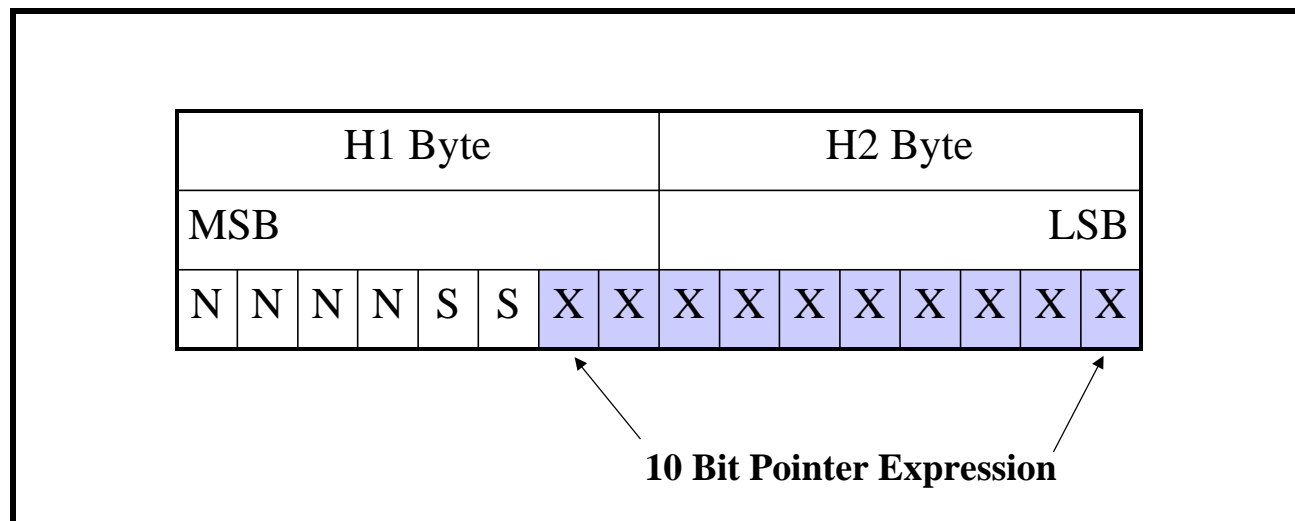 H1 Byte H2 Byte
MSB LSB
N N N N S S X X X X X X X X X X
10 Bit Pointer Expression